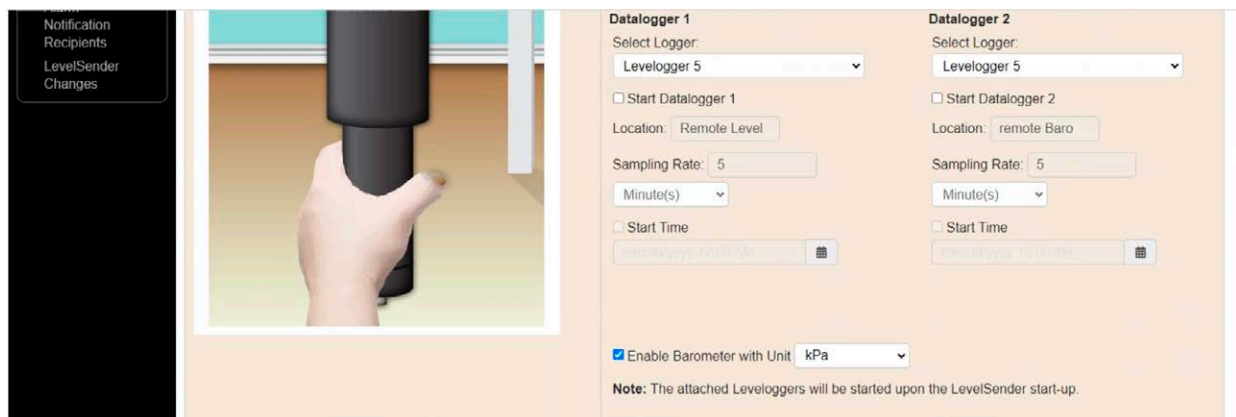 Notification
Recipients
LevelSender
Changes
Datalogger 1
Select Logger:
Levelogger 5
Start Datalogger 1
Location: Remote Level
Sampling Rate: 5
Minute(s)
Start Time
Datalogger 2
Select Logger:
Levelogger 5
Start Datalogger 2
Location: remote Baro
Sampling Rate: 5
Minute(s)
Start Time
Enable Barometer with Unit kPa
Note: The attached Leveloggers will be started upon the LevelSender start-up.